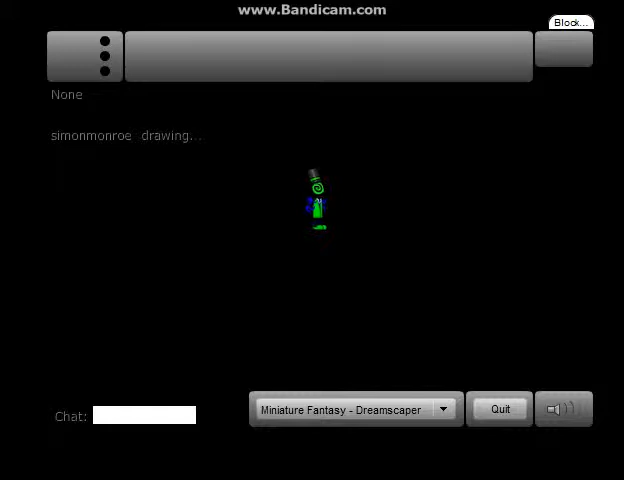 www.Bandicam.com
Block...
None
simonmonroe drawing...
Chat:
Miniature Fantasy - Dreamscaper
Quit